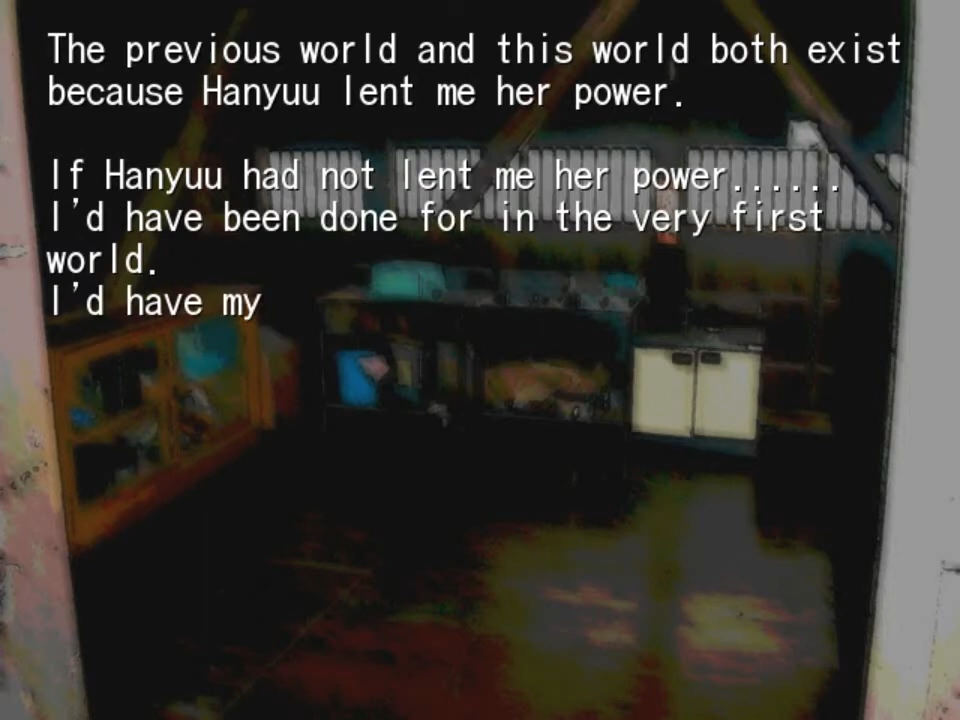 The previous world and this world both exist
because Hanyuu lent me her power.
If Hanyuu had not lent me her power......
I'd have been done for in the very first
world.
I'd have my